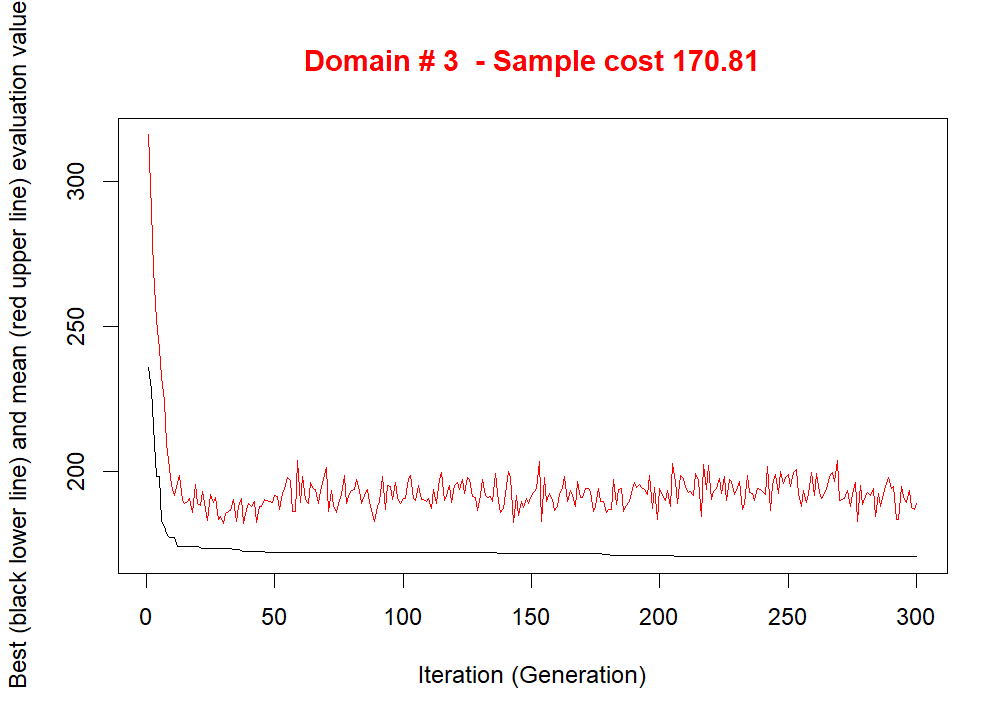 Domain # 3 - Sample cost 170.81
Best (black lower line) and mean (red upper line) evaluation value
300
250
200
0 50 100 150 200 250 300
Iteration (Generation)